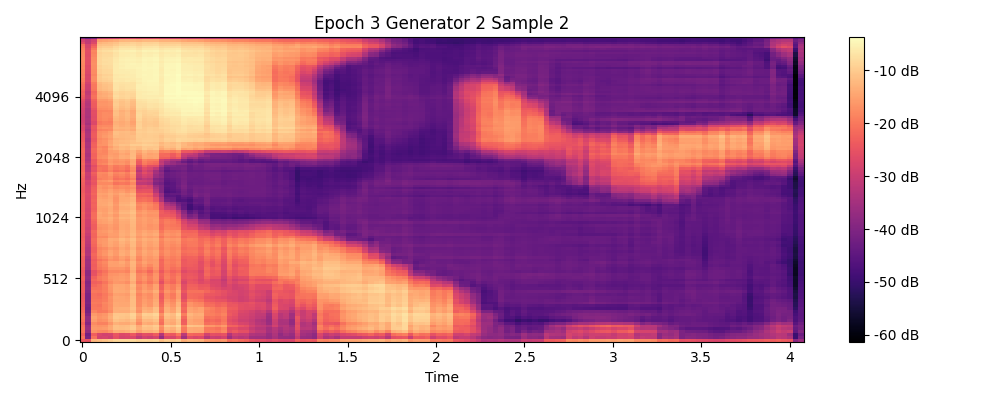 Epoch 3 Generator 2 Sample 2
Hz
4096
2048
1024
512
0
0 0.5 1 1.5 2 2.5 3 3.5 4
Time
-10 dB
-20 dB
-30 dB
-40 dB
-50 dB
-60 dB